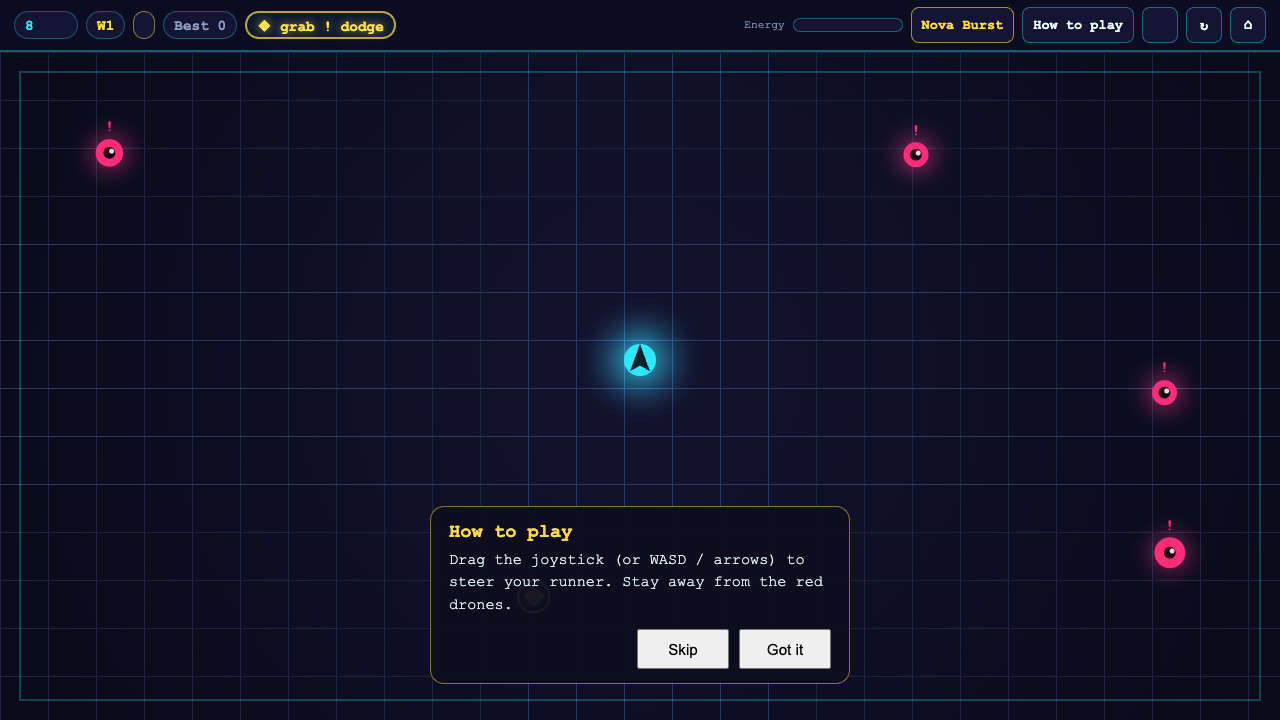 8 W1 Best 0 ◆ grab ! dodge Energy Nova Burst How to play ↻ ⌂
!
!
!
!
How to play
Drag the joystick (or WASD / arrows) to
steer your runner. Stay away from the red
drones.
Skip Got it